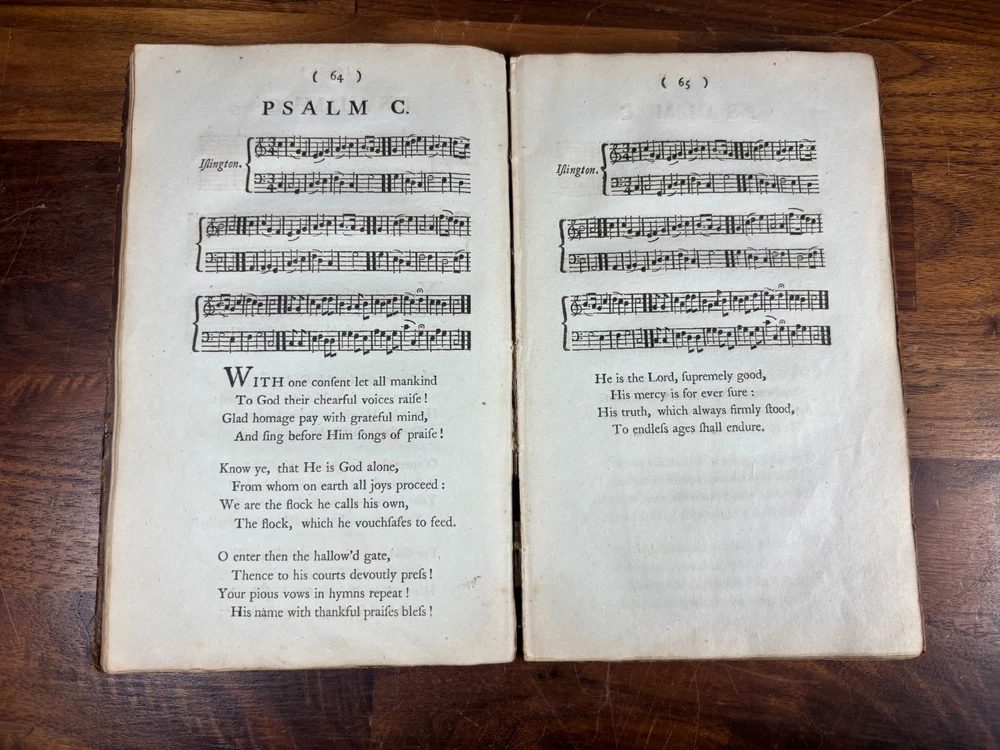 ( 64 )
PSALM C.
Iſlington.
WITH one conſent let all mankind
To God their chearful voices raiſe !
Glad homage pay with grateful mind,
And ſing before Him ſongs of praiſe !
Know ye, that He is God alone,
From whom on earth all joys proceed :
We are the flock he calls his own,
The flock, which he vouchſafes to feed.
O enter then the hallow'd gate,
Thence to his courts devoutly preſs !
Your pious vows in hymns repeat !
His name with thankful praiſes bleſs !
( 65 )
Iſlington.
He is the Lord, ſupremely good,
His mercy is for ever ſure :
His truth, which always firmly ſtood,
To endleſs ages ſhall endure.